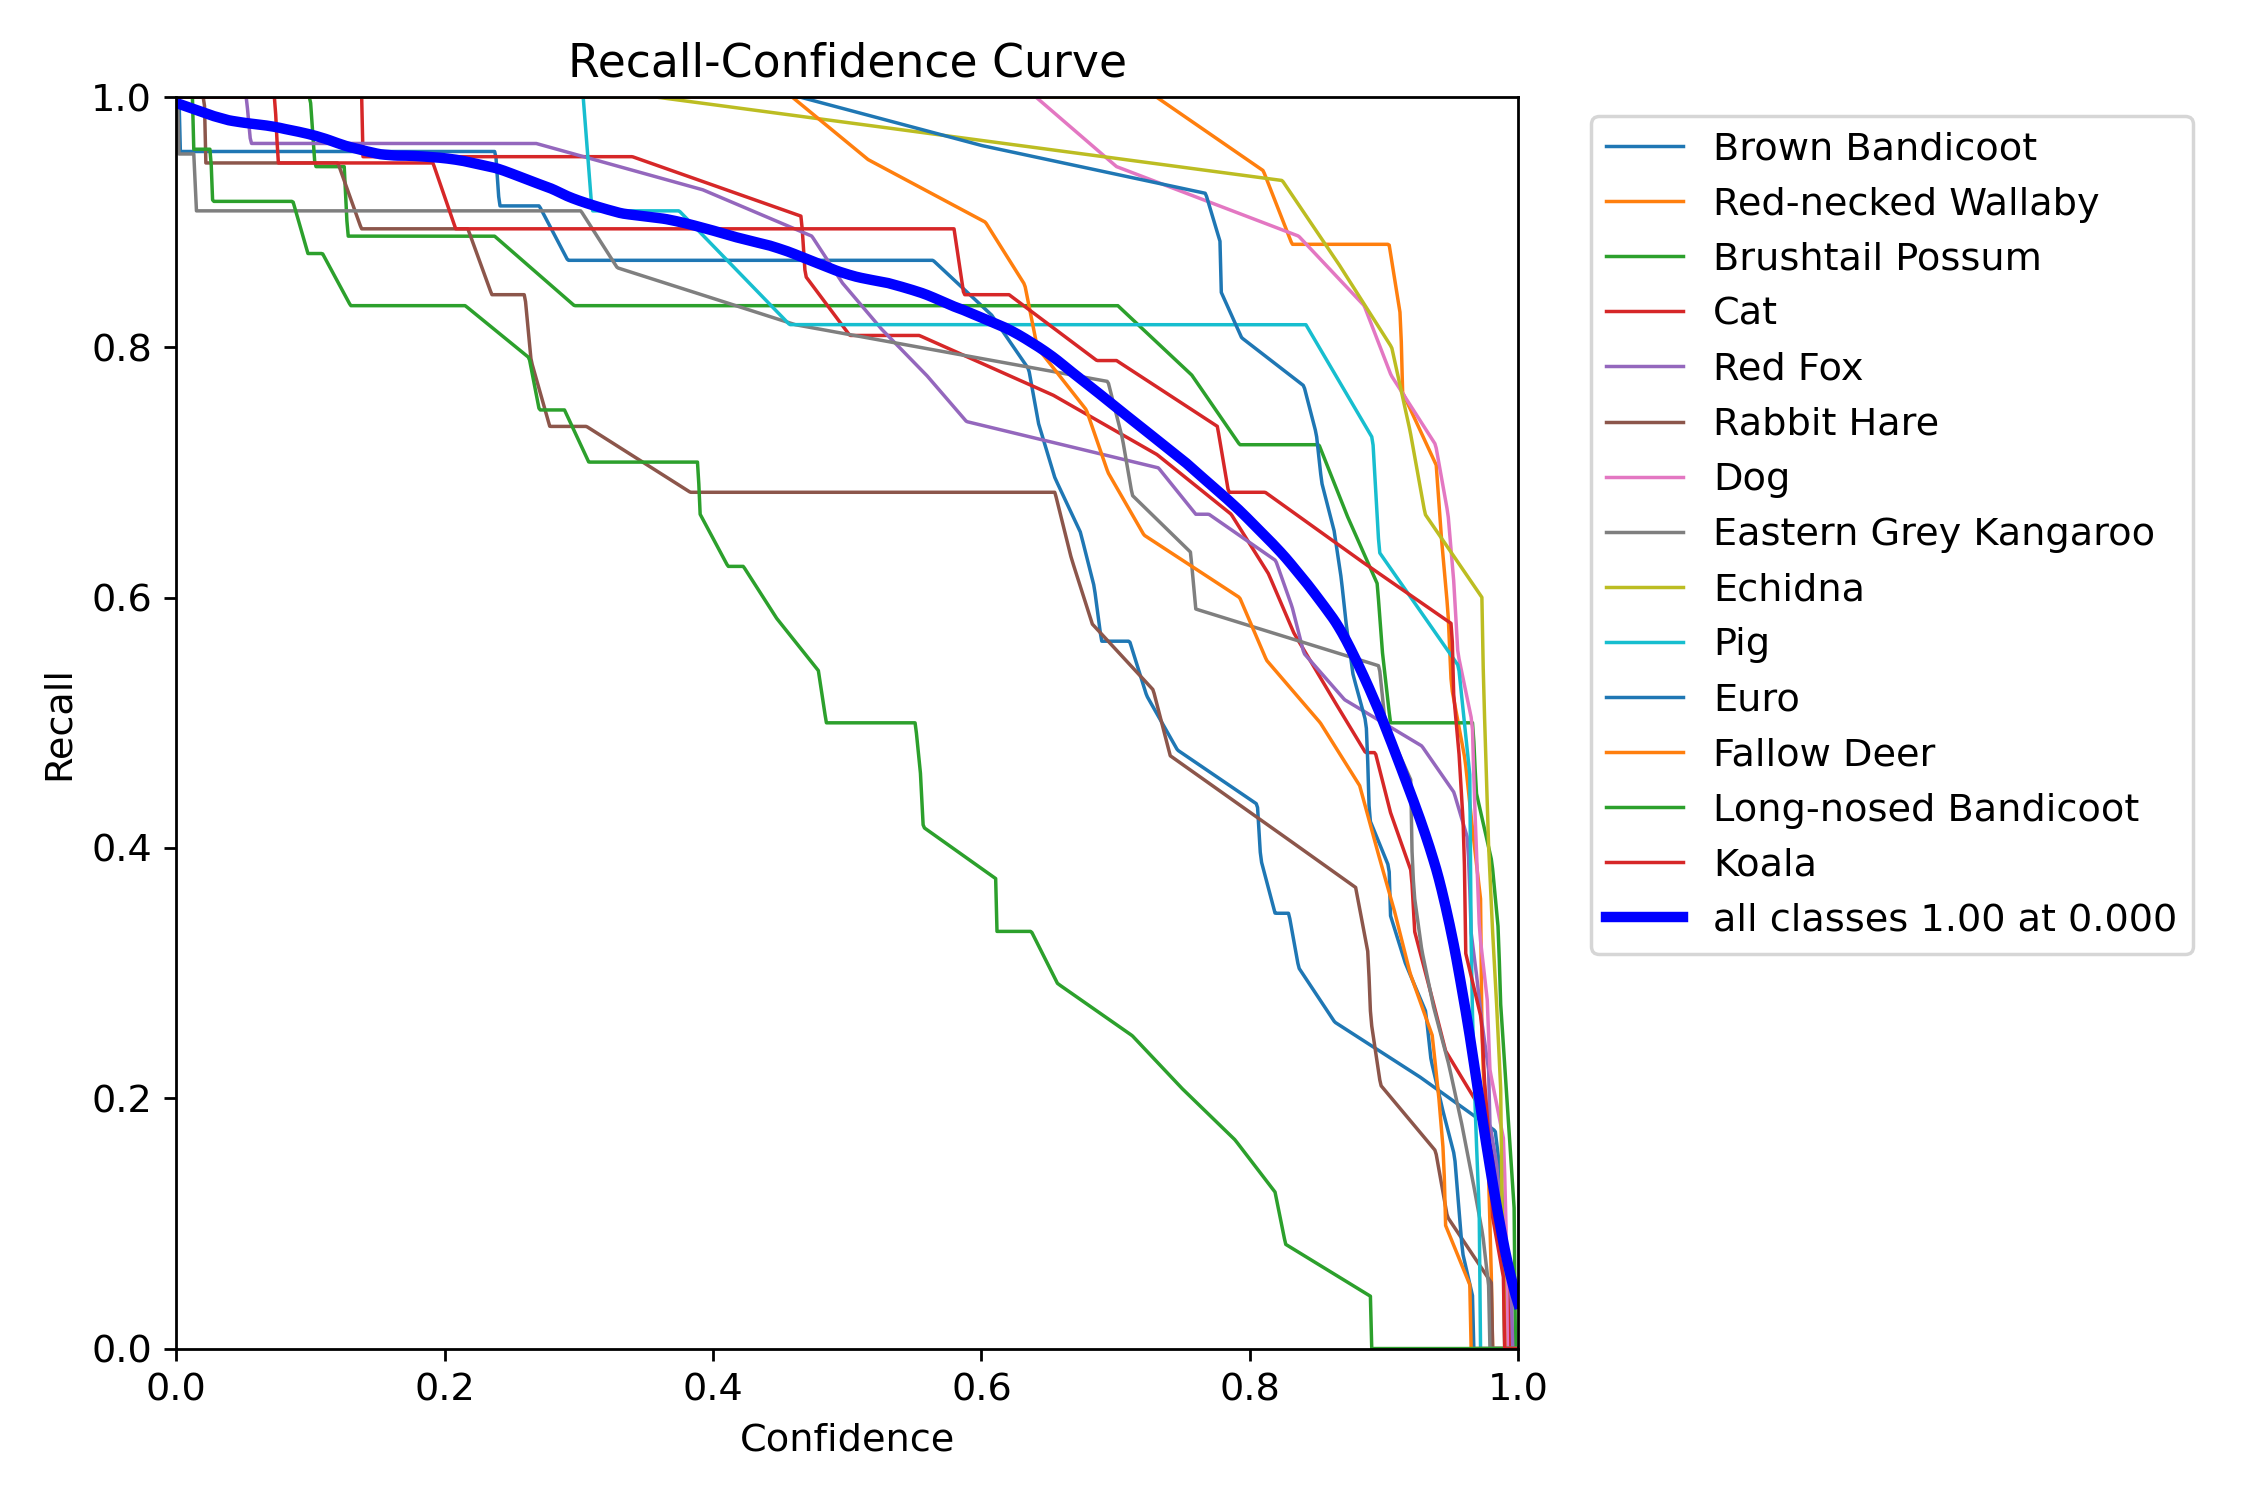 Recall-Confidence Curve
1.0
0.8
0.6
0.4
0.2
0.0
Recall
0.0 0.2 0.4 0.6 0.8 1.0
Confidence
Brown Bandicoot
Red-necked Wallaby
Brushtail Possum
Cat
Red Fox
Rabbit Hare
Dog
Eastern Grey Kangaroo
Echidna
Pig
Euro
Fallow Deer
Long-nosed Bandicoot
Koala
all classes 1.00 at 0.000